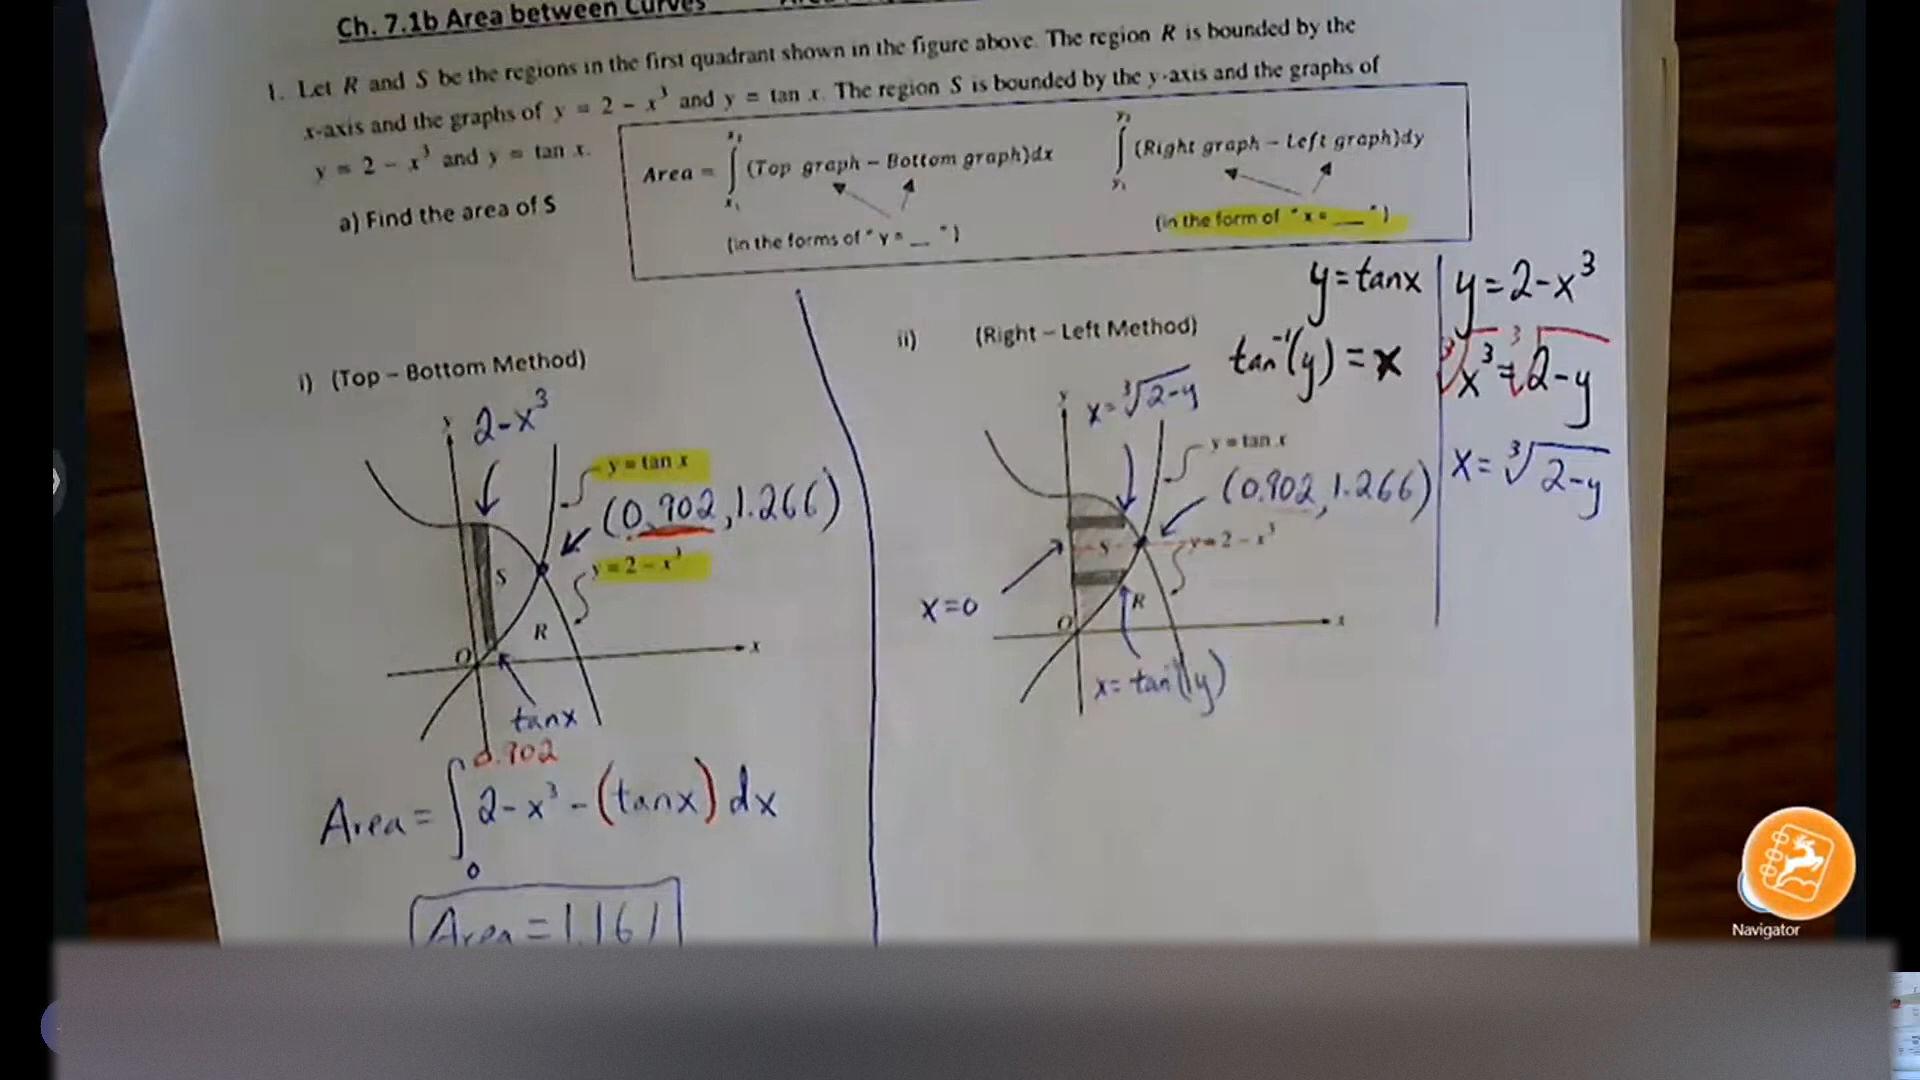 Ch. 7.1b Area between Curves
1. Let R and S be the regions in the first quadrant shown in the figure above. The region R is bounded by the
x-axis and the graphs of y = 2 − x³ and y = tan x. The region S is bounded by the y-axis and the graphs of
y = 2 − x³ and y = tan x.
a) Find the area of S
Area = ∫ x₁ x₂ (Top graph − Bottom graph)dx
(in the forms of "y = __ ")
∫ y₁ y₂ (Right graph − Left graph)dy
(in the form of "x = ___ ")
i) (Top − Bottom Method)
y 2-x³
y = tan x
(0.902, 1.266)
y = 2 − x³
S
R
O
x
tanx
Area = ∫ 0 0.902 2-x³ -(tanx) dx
Area = 1.161
ii) (Right − Left Method)
y = tanx
tan⁻¹(y) = x
y = 2-x³
∛x³ = ∛2-y
x = ∛2-y
y x = ∛2-y
y = tan x
(0.902, 1.266)
y = 2 − x³
S
x=0
R
O
x
x = tan⁻¹(y)
Navigator